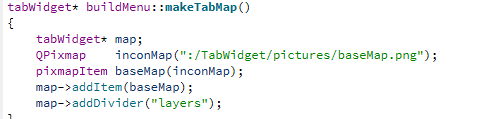 tabWidget* buildMenu::makeTabMap()
{
    tabWidget* map;
    QPixmap    inconMap(":/TabWidget/pictures/baseMap.png");
    pixmapItem baseMap(inconMap);
    map->addItem(baseMap);
    map->addDivider("layers");